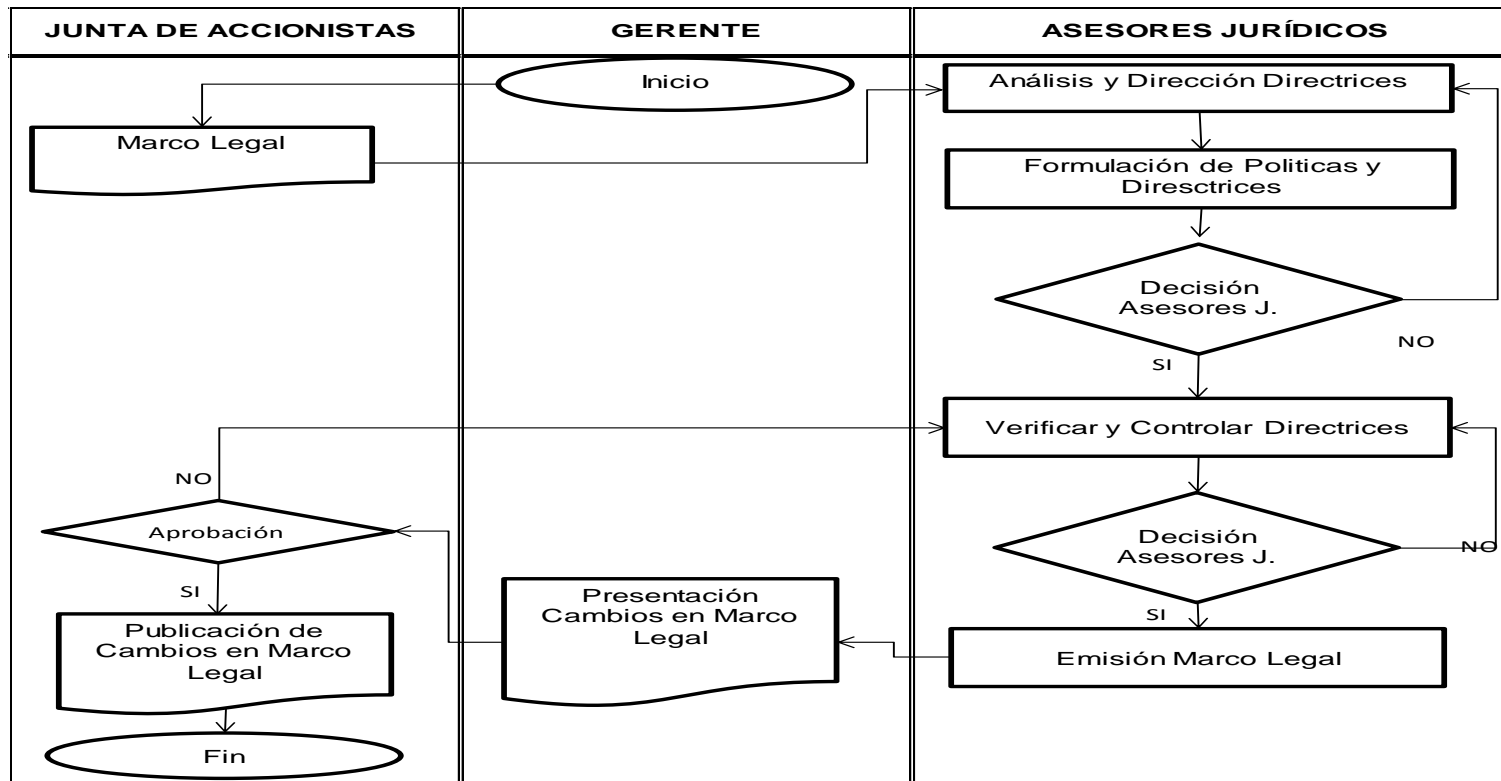 JUNTA DE ACCIONISTAS
GERENTE
ASESORES JURÍDICOS
Inicio
Análisis y Dirección Directrices
Marco Legal
Formulación de Politicas y
Diresctrices
Decisión
Asesores J.
NO
SI
Verificar y Controlar Directrices
NO
Aprobación
Decisión
Asesores J.
NO
SI
Presentación
Cambios en Marco
Legal
SI
Publicación de
Cambios en Marco
Legal
Emisión Marco Legal
Fin